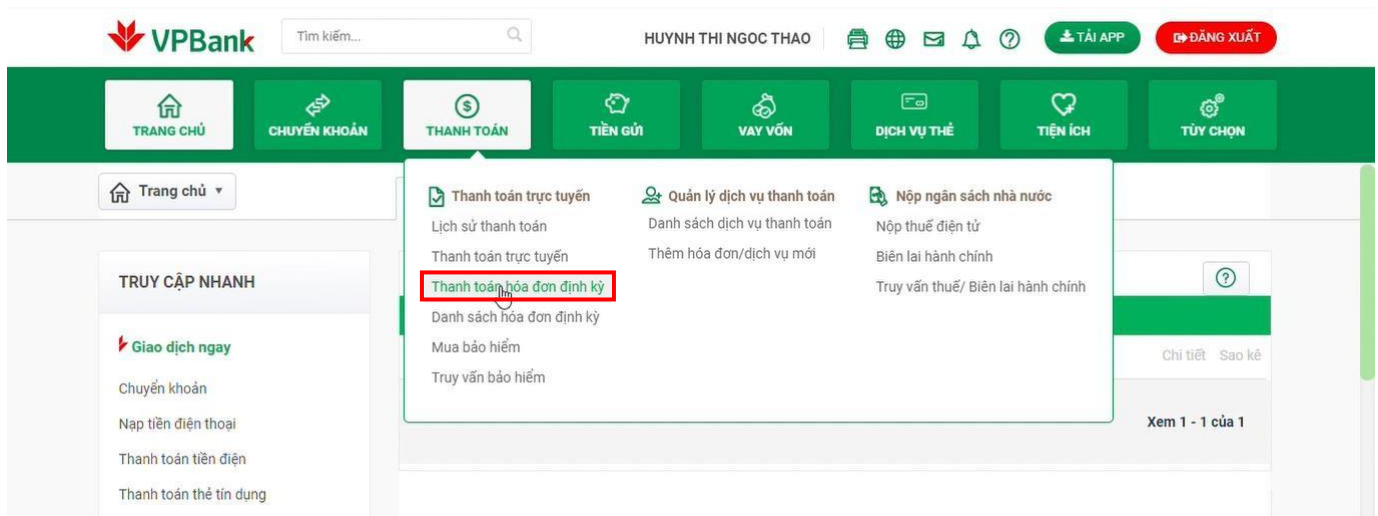 VPBank
Tìm kiếm...
HUYNH THI NGOC THAO
TẢI APP
ĐĂNG XUẤT
TRANG CHỦ
CHUYỂN KHOẢN
THANH TOÁN
TIỀN GỬI
VAY VỐN
DỊCH VỤ THẺ
TIỆN ÍCH
TÙY CHỌN
Trang chủ
Thanh toán trực tuyến
Lịch sử thanh toán
Thanh toán trực tuyến
Thanh toán hóa đơn định kỳ
Danh sách hóa đơn định kỳ
Mua bảo hiểm
Truy vấn bảo hiểm
Quản lý dịch vụ thanh toán
Danh sách dịch vụ thanh toán
Thêm hóa đơn/dịch vụ mới
Nộp ngân sách nhà nước
Nộp thuế điện tử
Biên lai hành chính
Truy vấn thuế/ Biên lai hành chính
TRUY CẬP NHANH
Giao dịch ngay
Chuyển khoản
Nạp tiền điện thoại
Thanh toán tiền điện
Thanh toán thẻ tín dụng
Chi tiết Sao kê
Xem 1 - 1 của 1